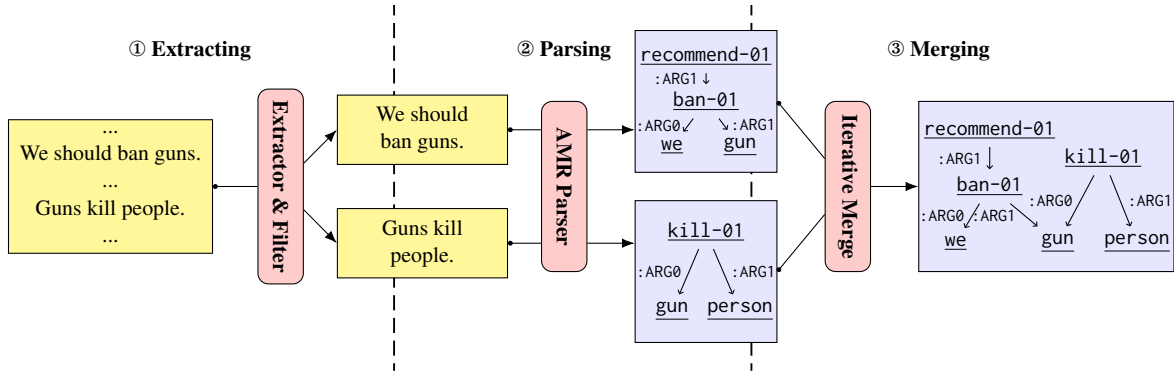 ① Extracting
...
We should ban guns.
...
Guns kill people.
...
Extractor & Filter
We should
ban guns.
Guns kill
people.
② Parsing
AMR Parser
recommend-01
:ARG1
ban-01
:ARG0 :ARG1
we gun
kill-01
:ARG0 :ARG1
gun person
③ Merging
Iterative Merge
recommend-01
:ARG1 kill-01
ban-01
:ARG0 :ARG1 :ARG0 :ARG1
we gun person